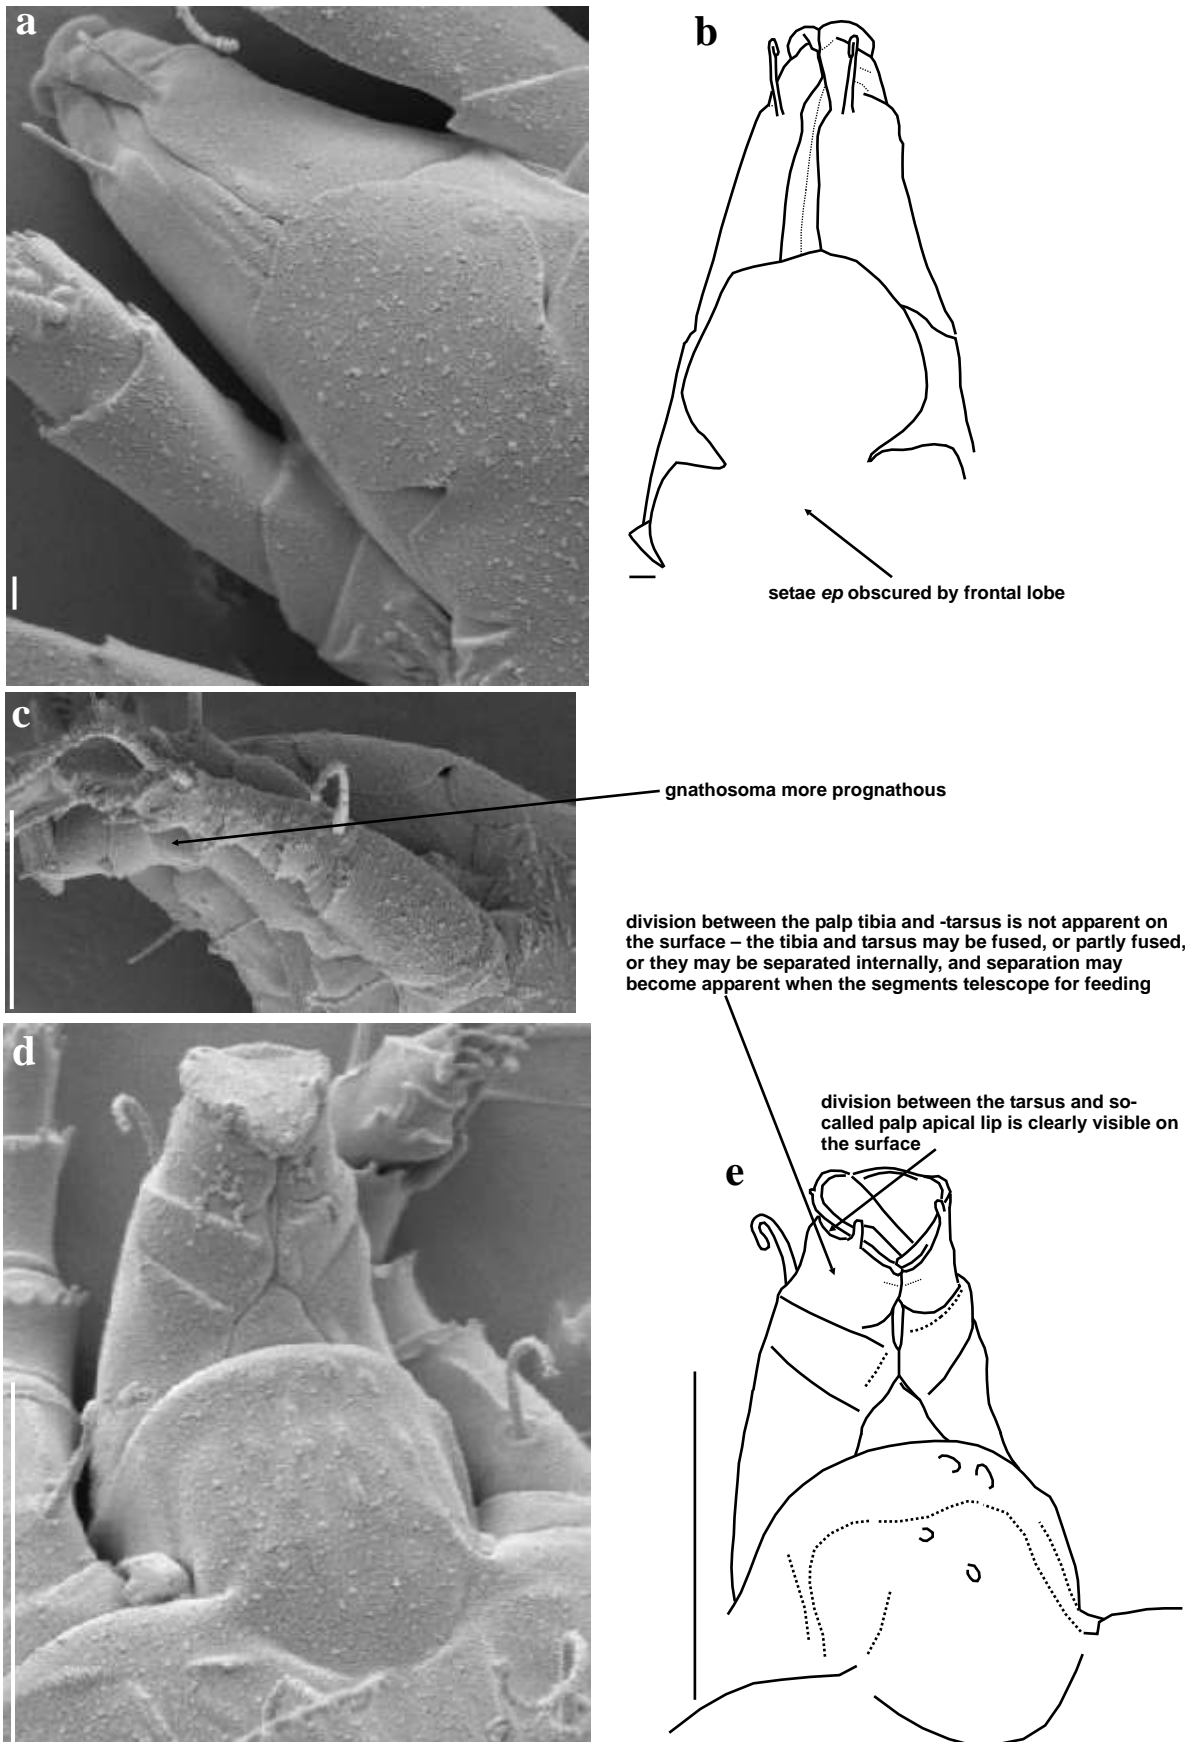 a
b
setae ep obscured by frontal lobe
c
gnathosoma more prognathous
division between the palp tibia and -tarsus is not apparent on
the surface – the tibia and tarsus may be fused, or partly fused,
or they may be separated internally, and separation may
become apparent when the segments telescope for feeding
d
division between the tarsus and so-
called palp apical lip is clearly visible on
the surface
e